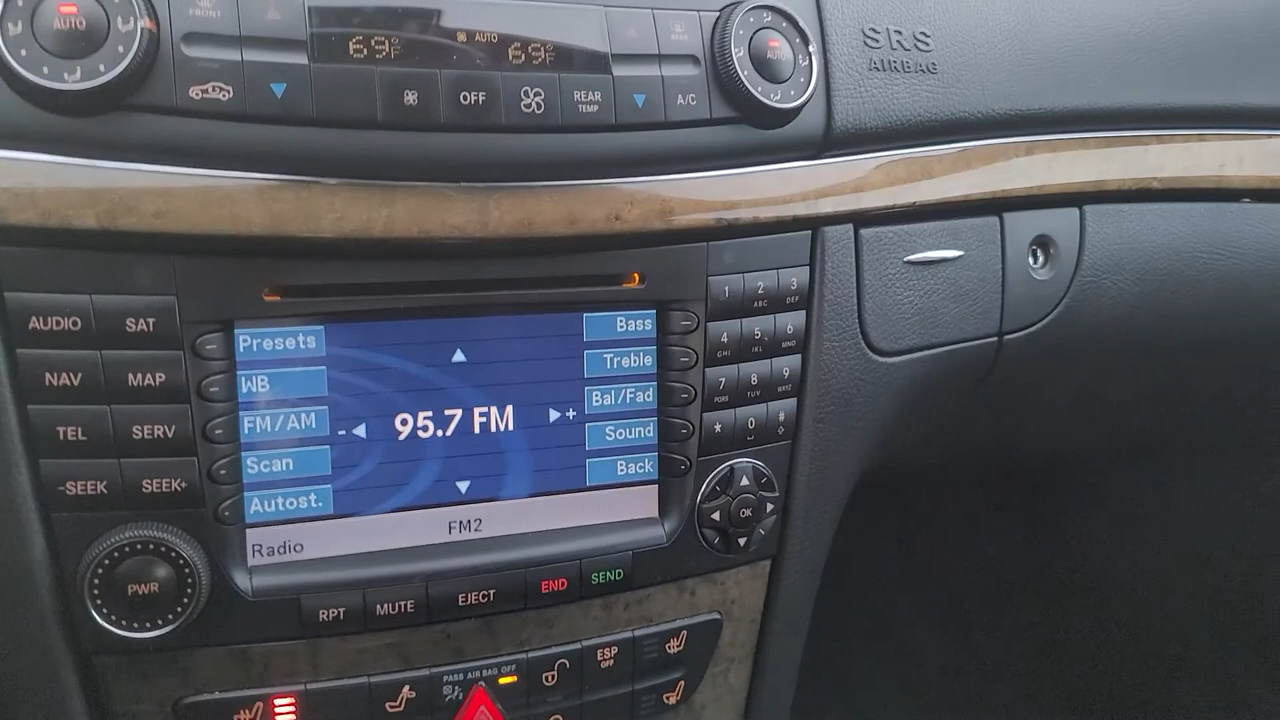 AUTO
FRONT
69°F
AUTO
69°F
REAR
AUTO
OFF
REAR
TEMP
A/C
SRS
AIRBAG
AUDIO
SAT
NAV
MAP
TEL
SERV
-SEEK
SEEK+
PWR
Presets
WB
FM/AM
Scan
Autost.
- 95.7 FM +
Bass
Treble
Bal/Fad
Sound
Back
FM2
Radio
1
2
ABC
3
DEF
4
GHI
5
JKL
6
MNO
7
PQRS
8
TUV
9
WXYZ
*
0
#
OK
RPT
MUTE
EJECT
END
SEND
PASS AIR BAG OFF
ESP
OFF